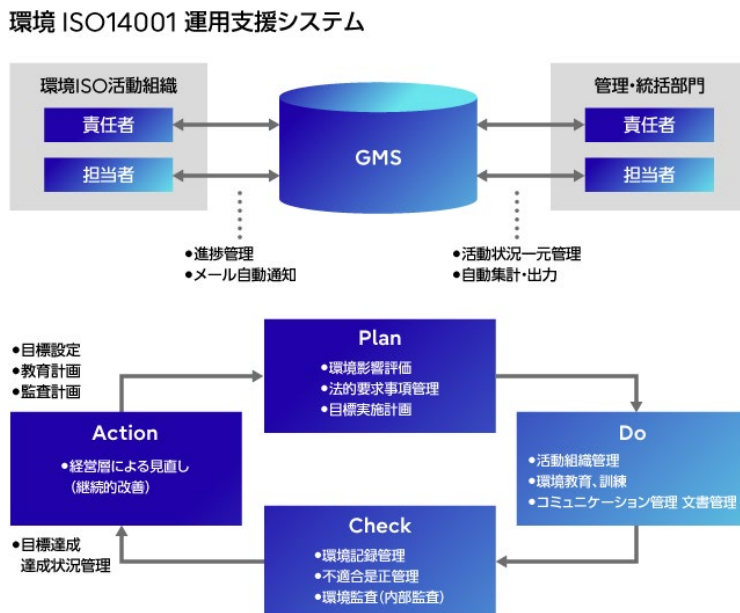 環境 ISO14001 運用支援システム
環境ISO活動組織
責任者
担当者
GMS
管理・統括部門
責任者
担当者
●進捗管理
●メール自動通知
●活動状況一元管理
●自動集計・出力
●目標設定
●教育計画
●監査計画
Plan
●環境影響評価
●法的要求事項管理
●目標実施計画
Action
●経営層による見直し
(継続的改善)
Do
●活動組織管理
●環境教育、訓練
●コミュニケーション管理 文書管理
●目標達成
達成状況管理
Check
●環境記録管理
●不適合是正管理
●環境監査(内部監査)